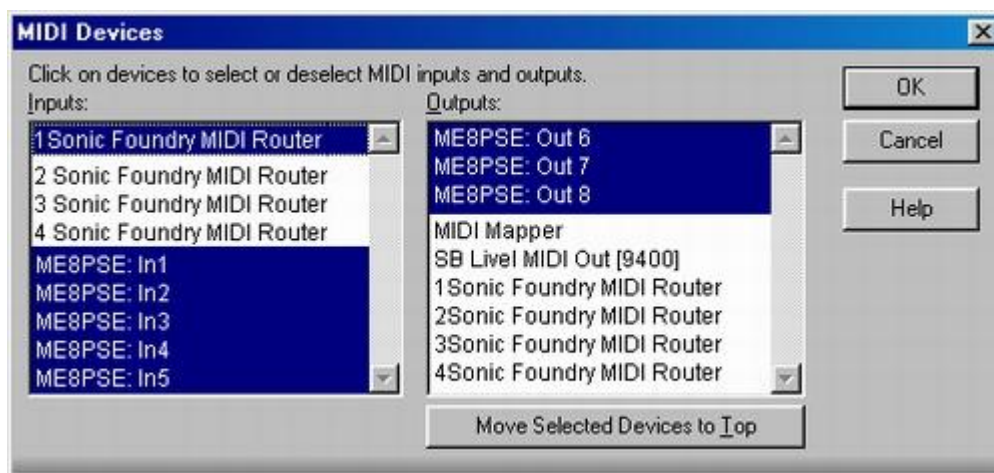 MIDI Devices
Click on devices to select or deselect MIDI inputs and outputs.
Inputs:
1Sonic Foundry MIDI Router
2 Sonic Foundry MIDI Router
3 Sonic Foundry MIDI Router
4 Sonic Foundry MIDI Router
ME8PSE: In1
ME8PSE: In2
ME8PSE: In3
ME8PSE: In4
ME8PSE: In5
Outputs:
ME8PSE: Out 6
ME8PSE: Out 7
ME8PSE: Out 8
MIDI Mapper
SB Live! MIDI Out [9400]
1Sonic Foundry MIDI Router
2Sonic Foundry MIDI Router
3Sonic Foundry MIDI Router
4Sonic Foundry MIDI Router
Move Selected Devices to Top
OK
Cancel
Help